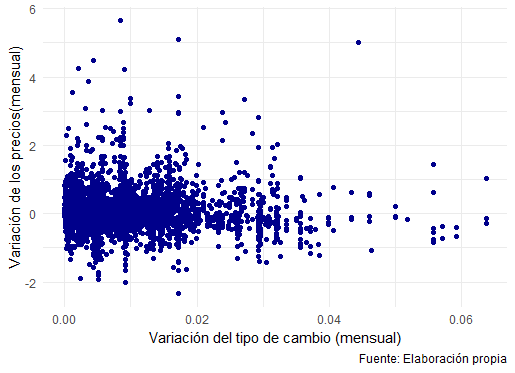 6
4
2
0
-2
Variación de los precios(mensual)
0.00 0.02 0.04 0.06
Variación del tipo de cambio (mensual)
Fuente: Elaboración propia